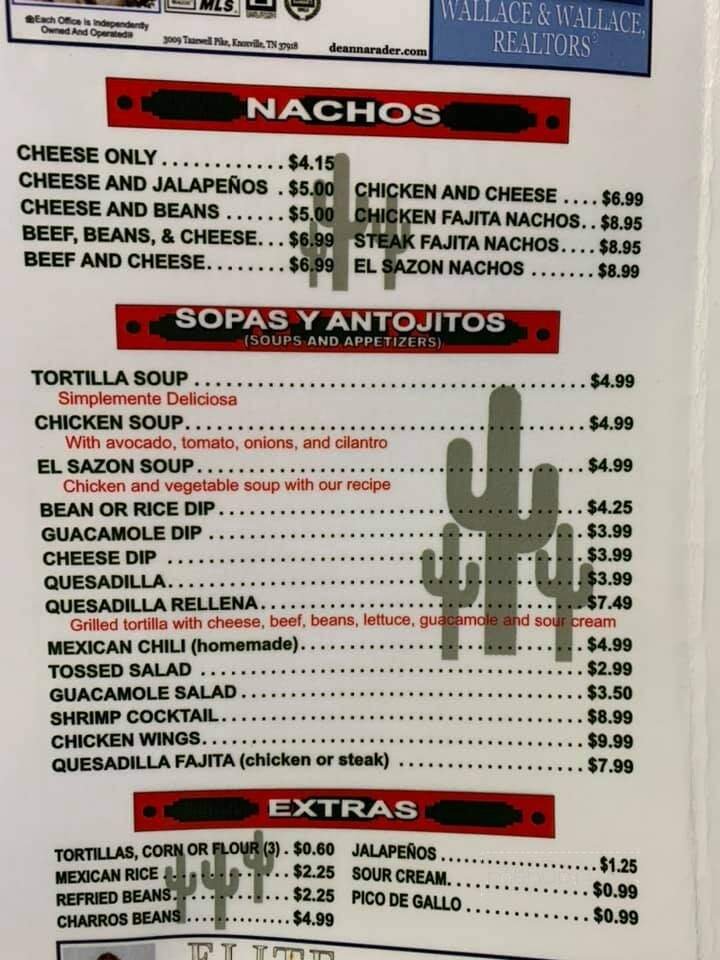 MLS
Each Office is Independently
Owned And Operated
3009 Tazewell Pike, Knoxville, TN 37918
deannarader.com
WALLACE & WALLACE,
REALTORS
NACHOS
CHEESE ONLY ............ $4.15
CHEESE AND JALAPEÑOS . $5.00
CHEESE AND BEANS ...... $5.00
BEEF, BEANS, & CHEESE... $6.99
BEEF AND CHEESE........ $6.99
CHICKEN AND CHEESE .... $6.99
CHICKEN FAJITA NACHOS.. $8.95
STEAK FAJITA NACHOS.... $8.95
EL SAZON NACHOS ....... $8.99
SOPAS Y ANTOJITOS
(SOUPS AND APPETIZERS)
TORTILLA SOUP ........ $4.99
Simplemente Deliciosa
CHICKEN SOUP........ $4.99
With avocado, tomato, onions, and cilantro
EL SAZON SOUP........ $4.99
Chicken and vegetable soup with our recipe
BEAN OR RICE DIP........ $4.25
GUACAMOLE DIP ........ $3.99
CHEESE DIP ........ $3.99
QUESADILLA........ $3.99
QUESADILLA RELLENA........ $7.49
Grilled tortilla with cheese, beef, beans, lettuce, guacamole and sour cream
MEXICAN CHILI (homemade)........ $4.99
TOSSED SALAD ........ $2.99
GUACAMOLE SALAD ........ $3.50
SHRIMP COCKTAIL........ $8.99
CHICKEN WINGS........ $9.99
QUESADILLA FAJITA (chicken or steak) ........ $7.99
EXTRAS
TORTILLAS, CORN OR FLOUR (3) . $0.60
MEXICAN RICE ........ $2.25
REFRIED BEANS........ $2.25
CHARROS BEANS........ $4.99
JALAPEÑOS ........ $1.25
SOUR CREAM........ $0.99
PICO DE GALLO ........ $0.99
ELITE